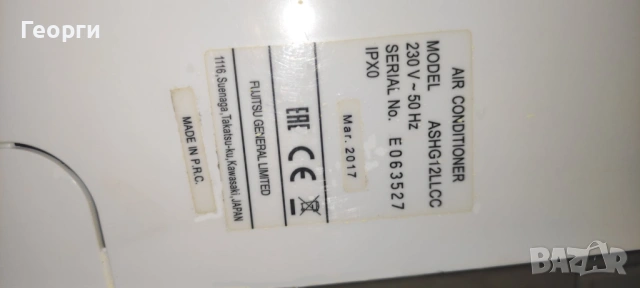 Георги
AIR CONDITIONER
MODEL ASHG12LLCC
230 V ~ 50 Hz
SERIAL No. E063527
IPX0
Mar. 2017
EAC CE
FUJITSU GENERAL LIMITED
1116,Suenaga,Takatsu-ku,Kawasaki,JAPAN
MADE IN P.R.C.
BAZAR